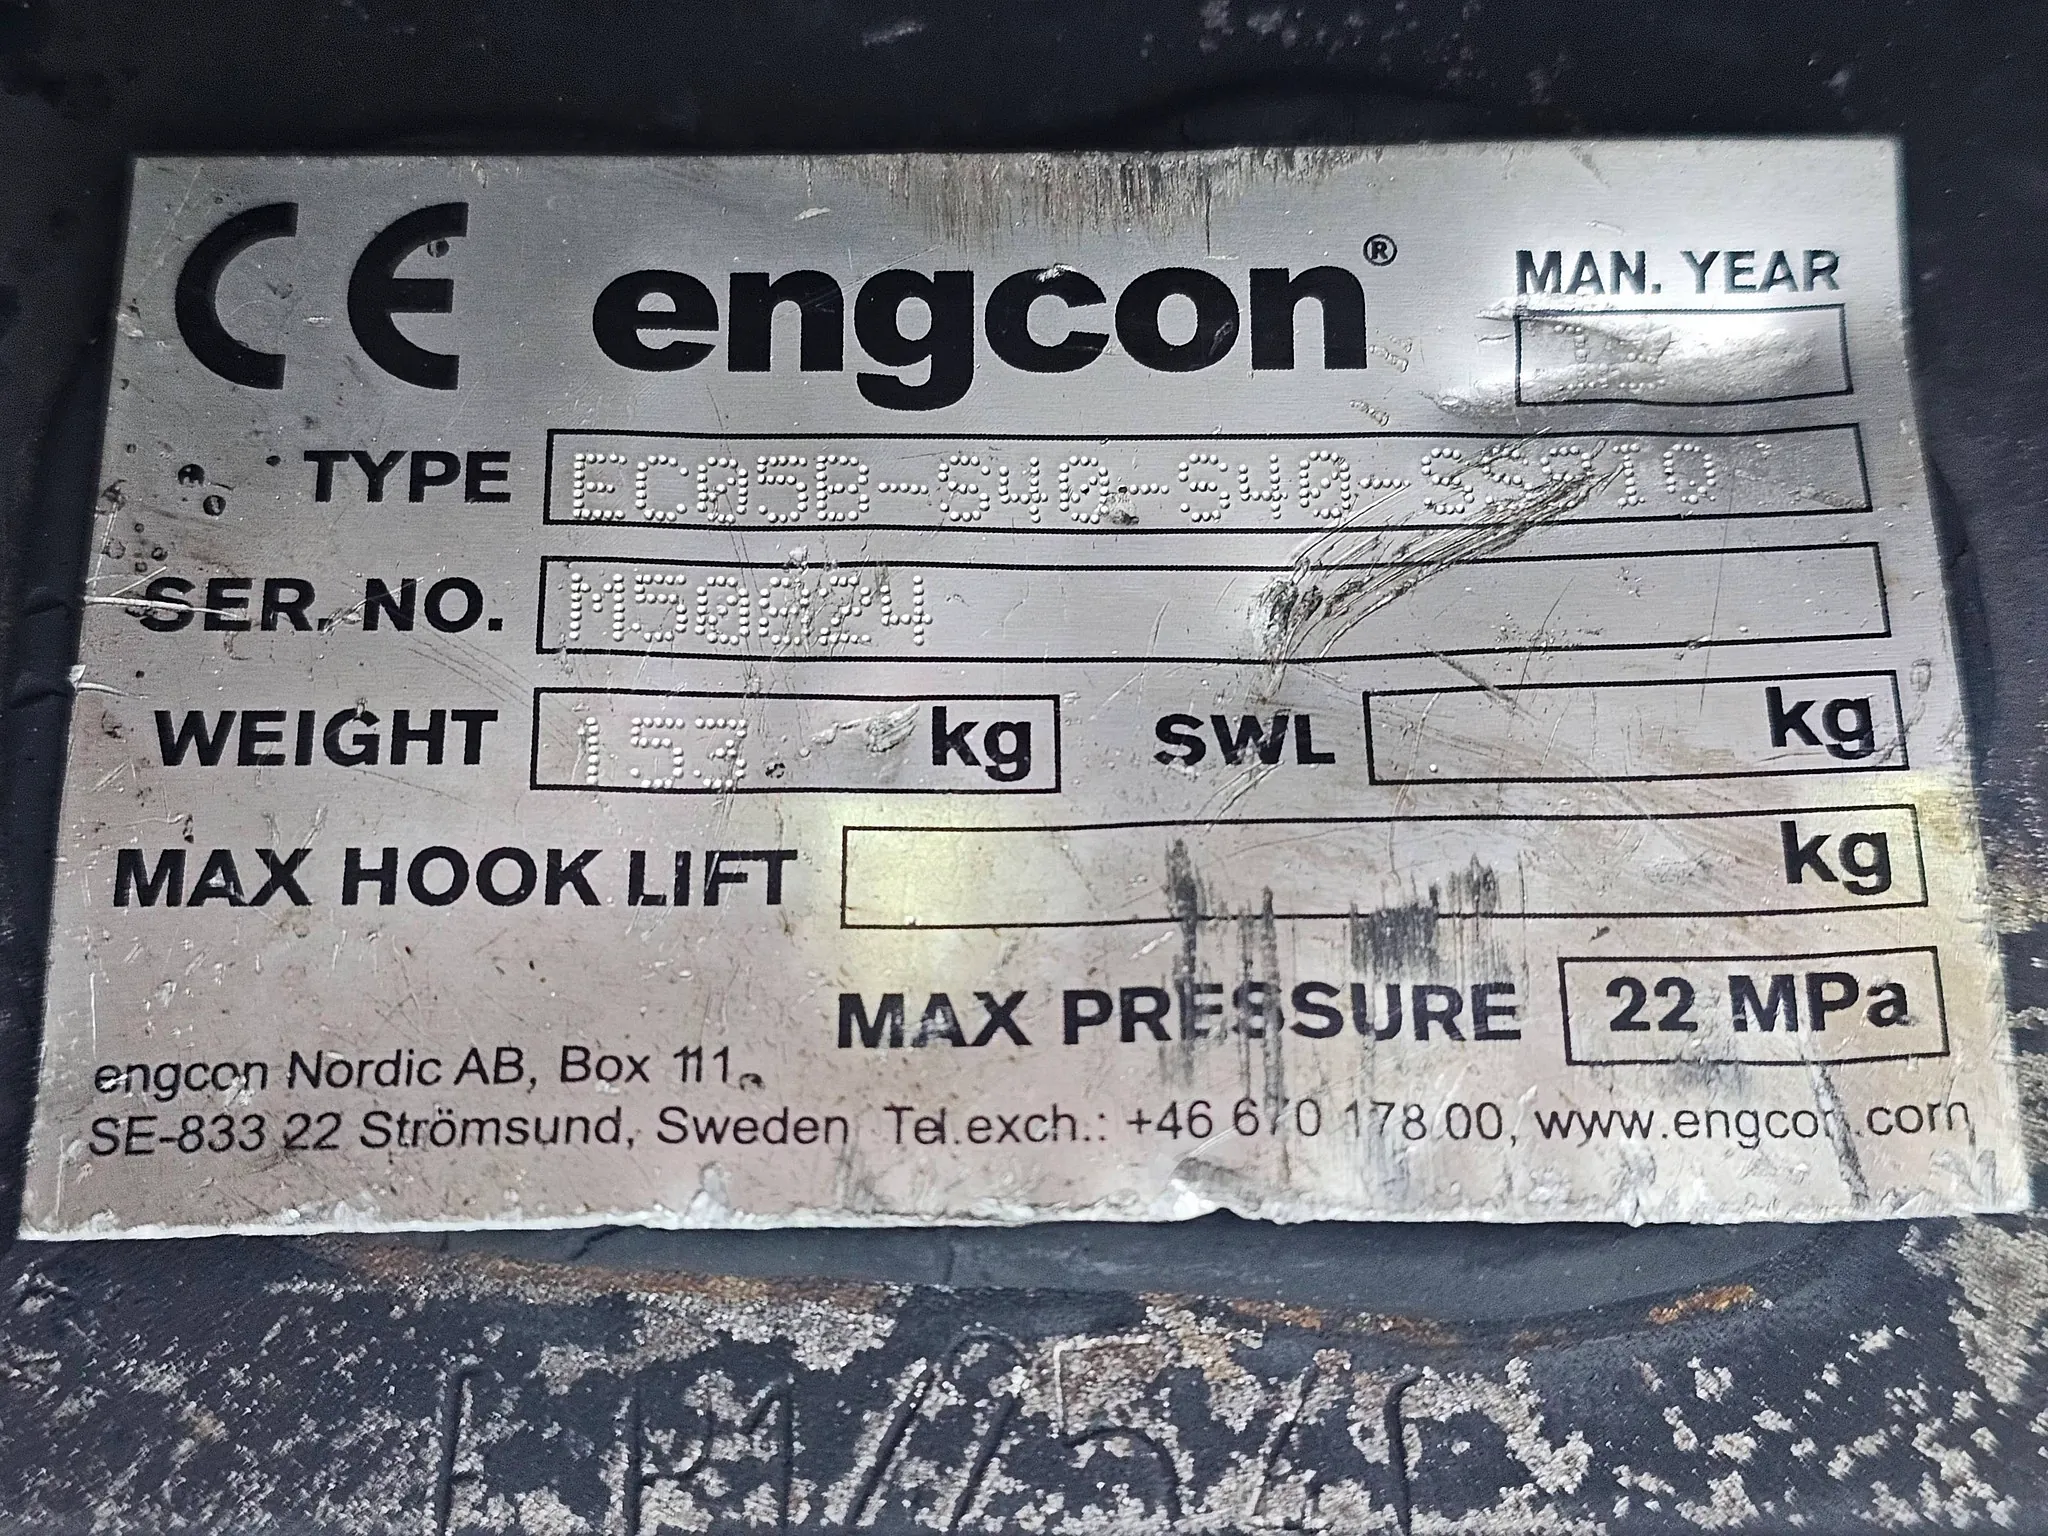 CE engcon® MAN. YEAR
TYPE EC05B-S40-S40-SSQIQ
SER. NO. M50824
WEIGHT 153 kg SWL kg
MAX HOOK LIFT kg
MAX PRESSURE 22 MPa
engcon Nordic AB, Box 111,
SE-833 22 Strömsund, Sweden Tel.exch.: +46 670 178 00, www.engcon.com